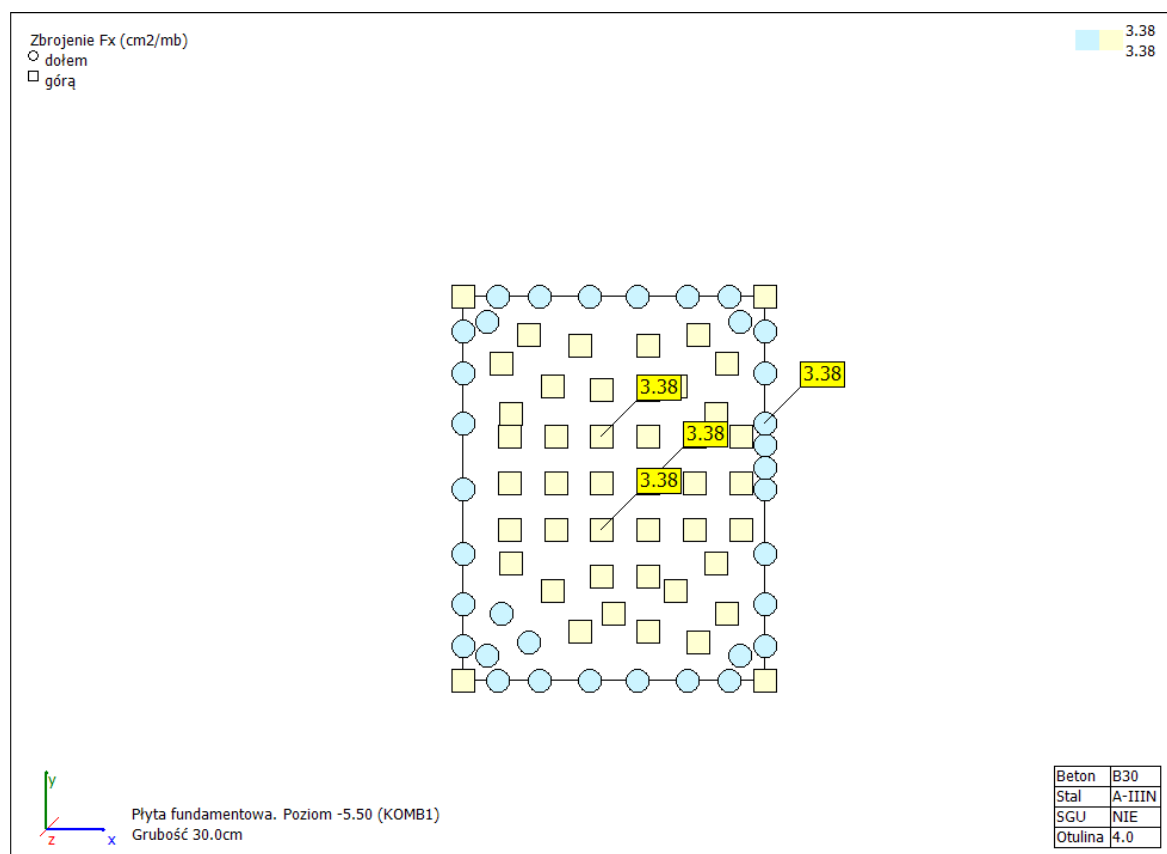 Zbrojenie Fx (cm2/mb)
dołem
górą
3.38
3.38
3.38
3.38
3.38
3.38
y
z
x
Płyta fundamentowa. Poziom -5.50 (KOMB1)
Grubość 30.0cm
Beton B30
Stal A-IIIN
SGU NIE
Otulina 4.0